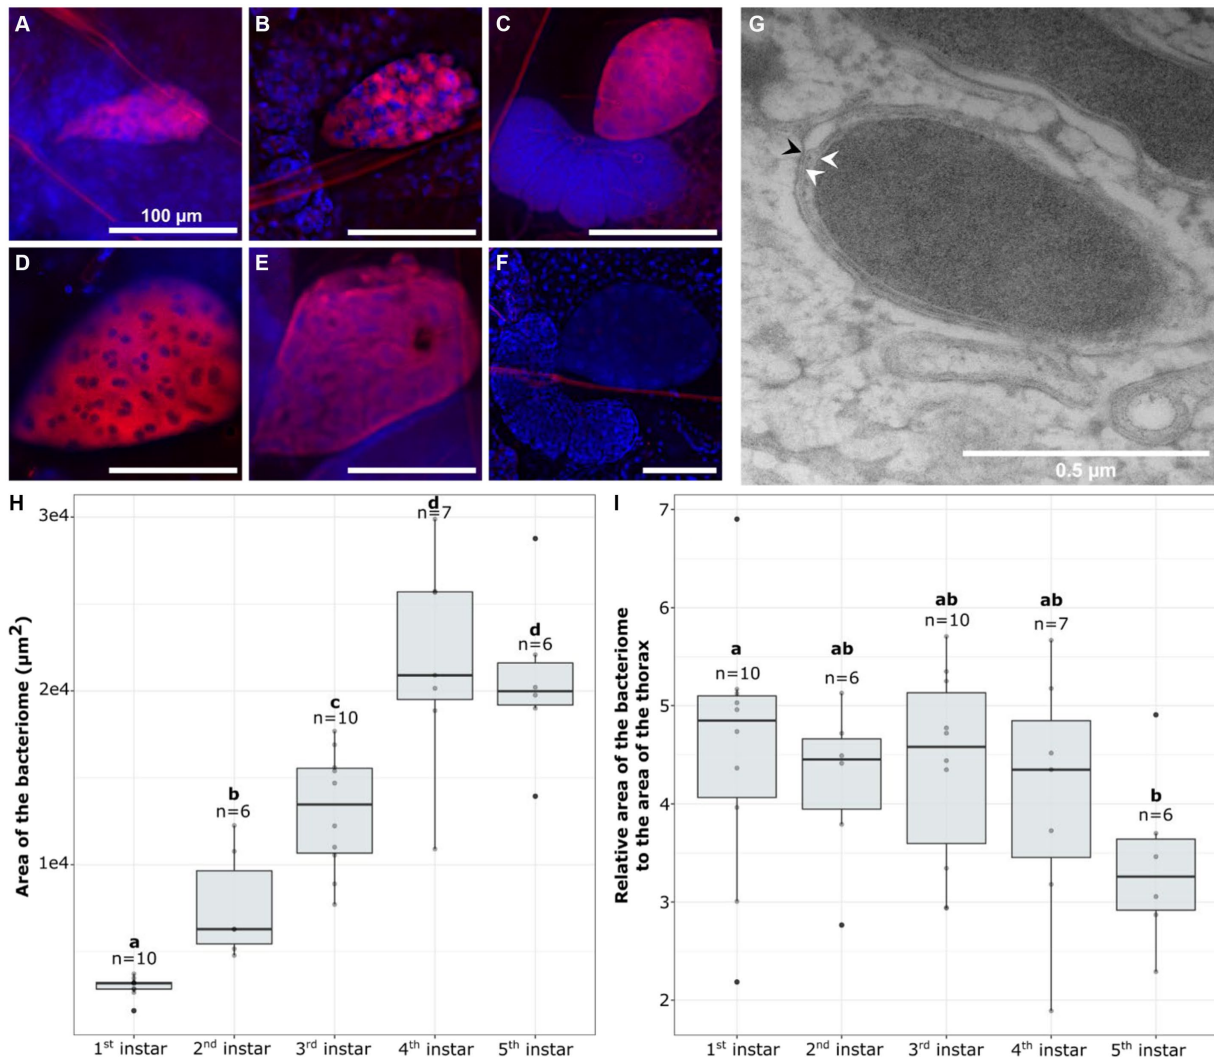 A
B
C
G
100 μm
D
E
F
0.5 μm
H
Area of the bacteriome (μm²)
3e4
2e4
1e4
a
n=10
b
n=6
c
n=10
d
n=7
d
n=6
1st instar
2nd instar
3rd instar
4th instar
5th instar
I
Relative area of the bacteriome
to the area of the thorax
7
6
5
4
3
2
a
n=10
ab
n=6
ab
n=10
ab
n=7
b
n=6
1st instar
2nd instar
3rd instar
4th instar
5th instar